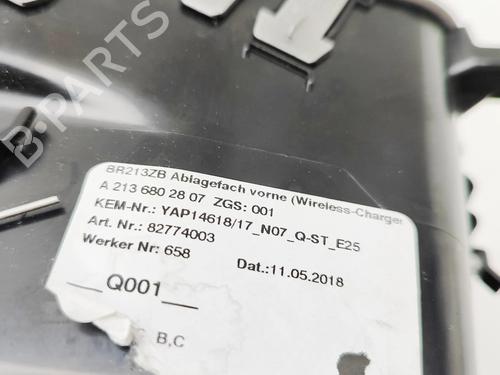 B-PARTS
BR213ZB Ablagefach vorne (Wireless-Charger
A 213 680 28 07 ZGS: 001
KEM-Nr.: YAP14618/17_N07_Q-ST_E25
Art. Nr.: 82774003
Werker Nr: 658 Dat.:11.05.2018
__Q001__
B,C